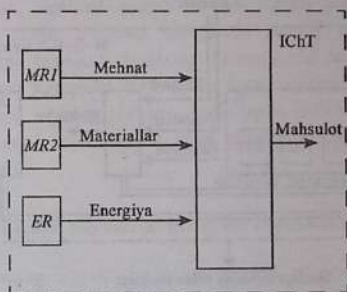 IChT
MR1 Mehnat
MR2 Materiallar
Mahsulot
ER Energiya